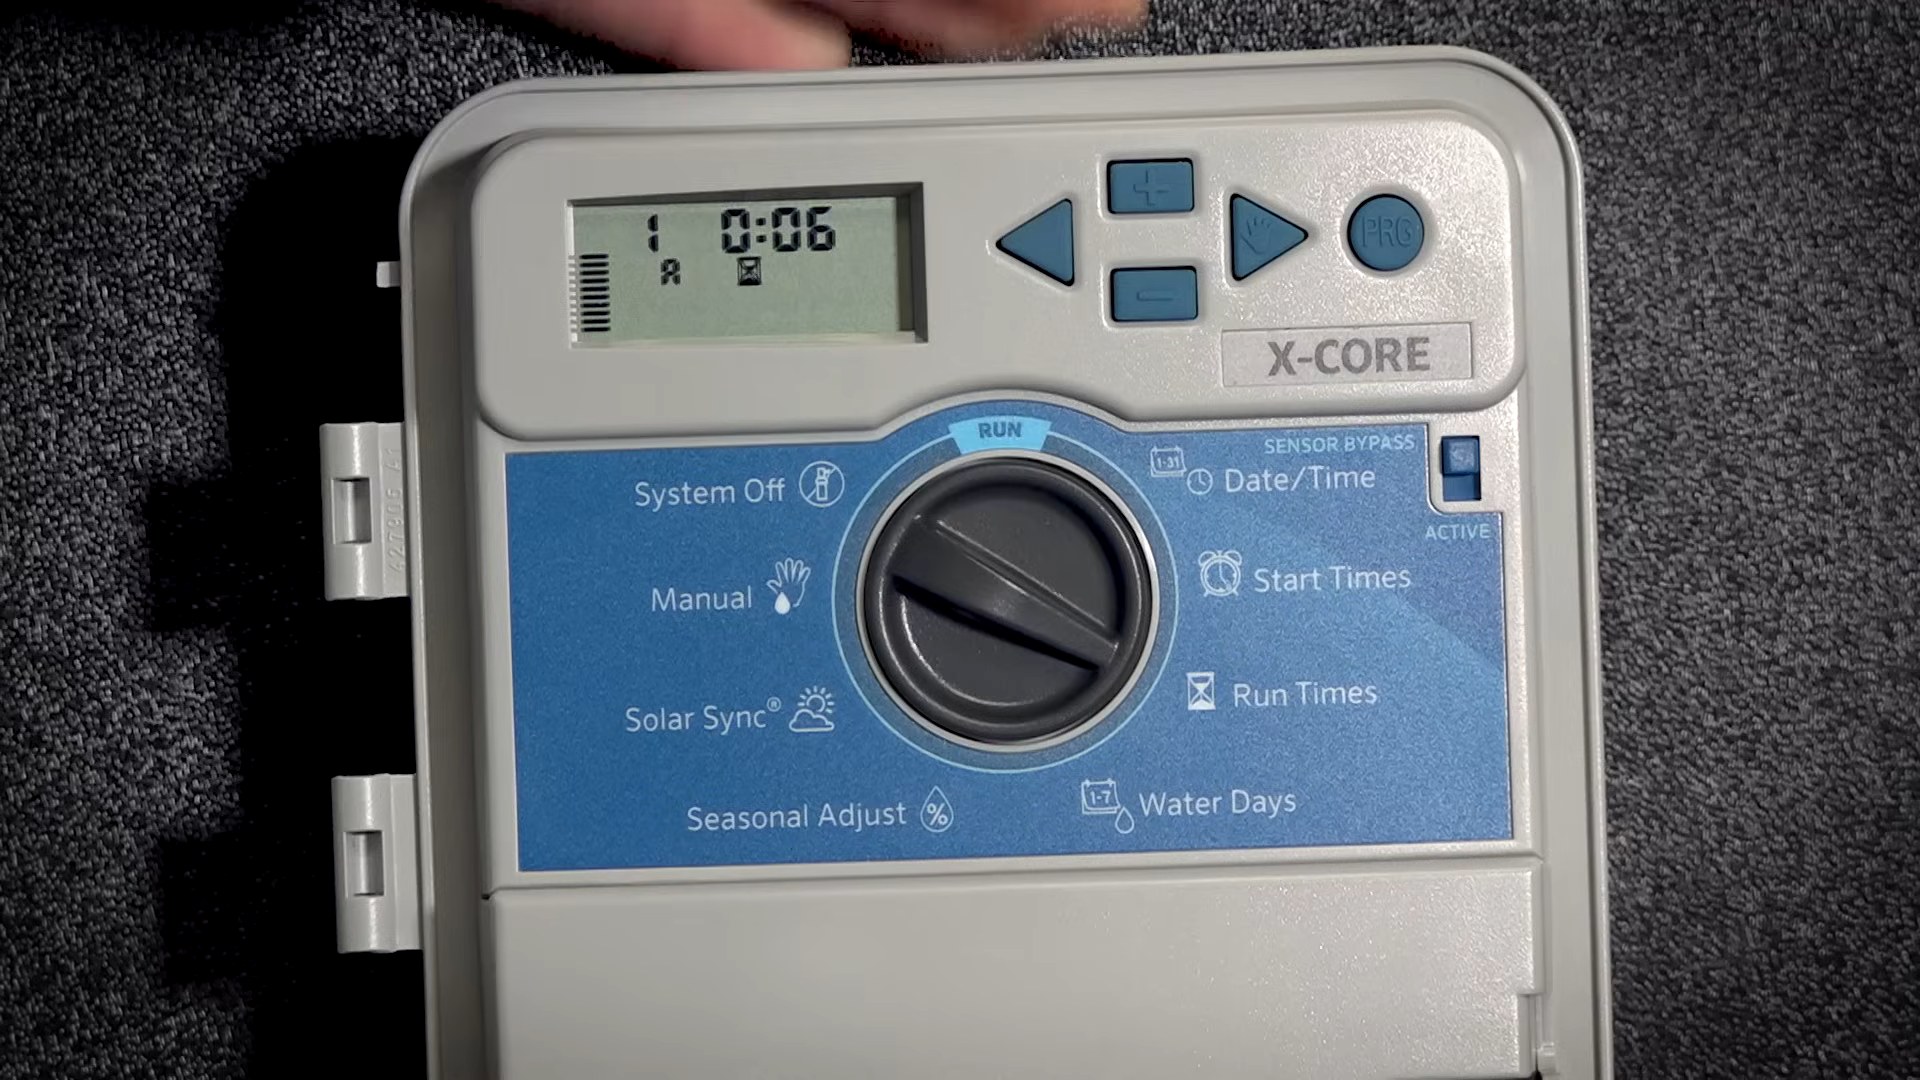 1 0:06
A
PRG
X-CORE
RUN
SENSOR BYPASS
System Off
1-31
Date/Time
ACTIVE
Manual
Start Times
Solar Sync®
Run Times
Seasonal Adjust %
1-7
Water Days